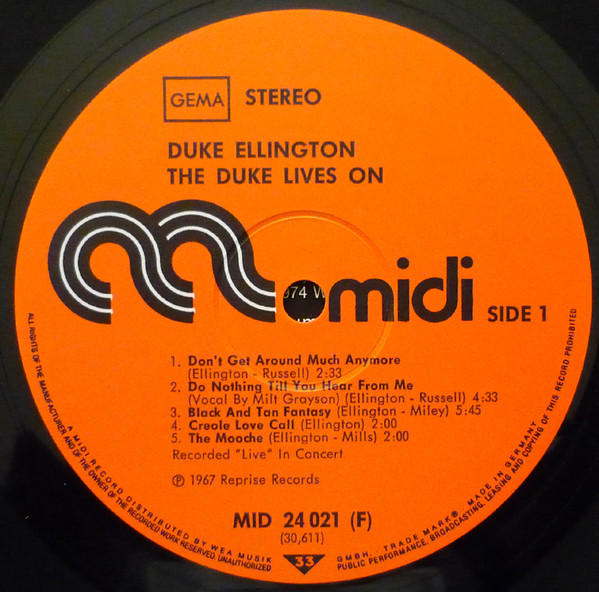 GEMA STEREO
DUKE ELLINGTON
THE DUKE LIVES ON
midi SIDE 1
1. Don't Get Around Much Anymore
(Ellington - Russell) 2:33
2. Do Nothing Till You Hear From Me
(Vocal By Milt Grayson) (Ellington - Russell) 4:33
3. Black And Tan Fantasy (Ellington - Miley) 5:45
4. Creole Love Call (Ellington) 2:00
5. The Mooche (Ellington - Mills) 2:00
Recorded "Live" In Concert
℗ 1967 Reprise Records
MID 24 021 (F)
(30,611)
33
A MIDI RECORD DISTRIBUTED BY WEA MUSIK GMBH, TRADE MARK® MADE IN GERMANY
ALL RIGHTS OF THE MANUFACTURER AND OF THE OWNER OF THE RECORDED WORK RESERVED. UNAUTHORIZED PUBLIC PERFORMANCE, BROADCASTING, LEASING AND COPYING OF THIS RECORD PROHIBITED